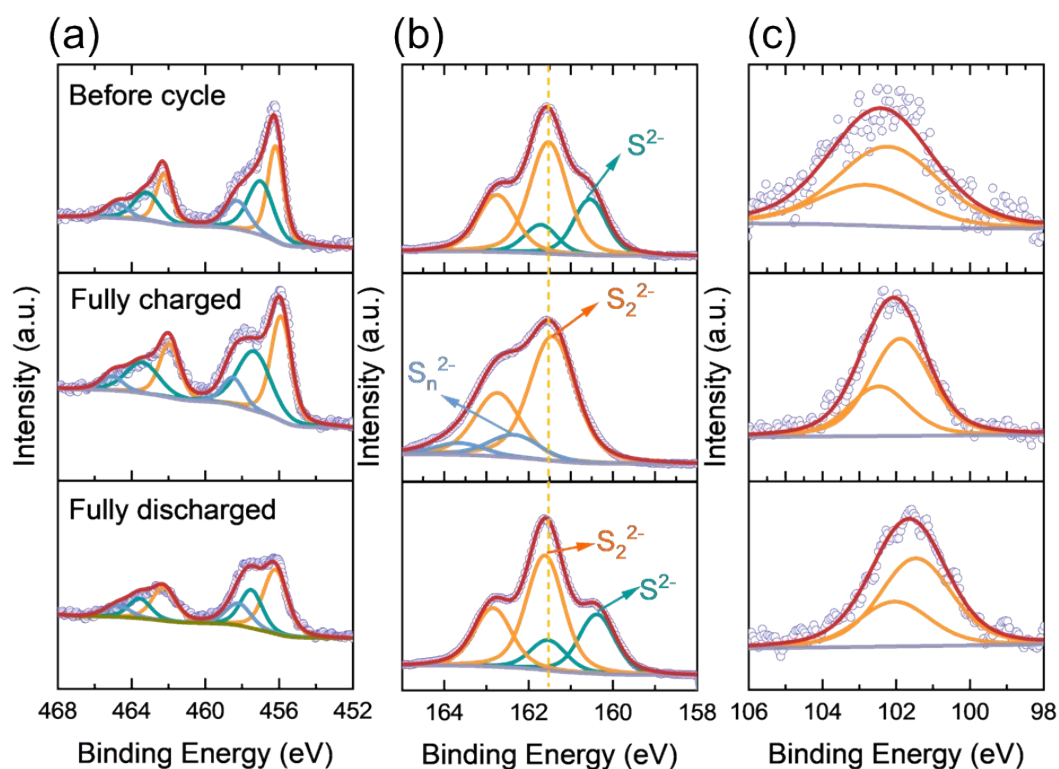 (a) (b) (c)
Before cycle
S²⁻
Fully charged
S₂²⁻
Sₙ²⁻
Fully discharged
S₂²⁻
S²⁻
Intensity (a.u.)
Intensity (a.u.)
Intensity (a.u.)
468 464 460 456 452
164 162 160 158
106 104 102 100 98
Binding Energy (eV)
Binding Energy (eV)
Binding Energy (eV)